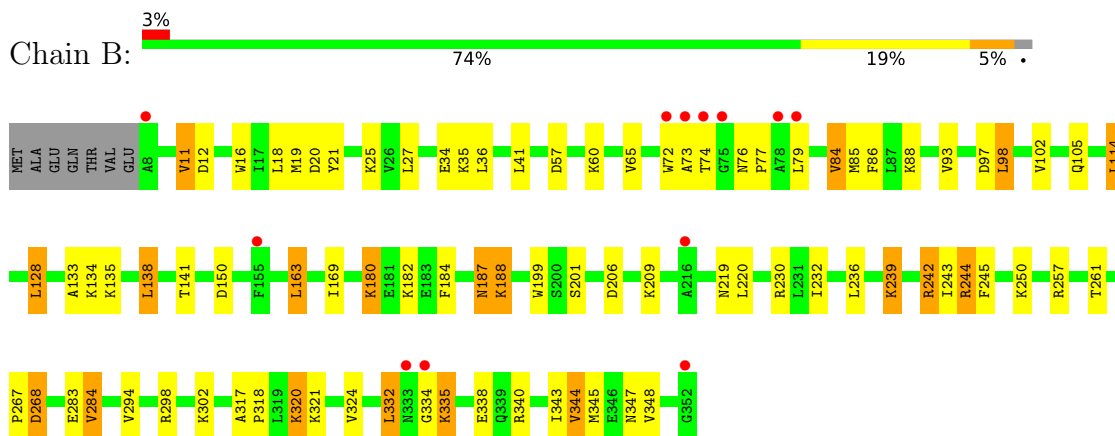 3%
Chain B:
74% 19% 5% •
MET ALA GLU GLN THR VAL GLU A8 V11 D12 W16 I17 L18 M19 D20 Y21 K25 V26 L27 E34 K35 L36 L41 D57 K60 V65 W72 A73 T74 G75 N76 P77 A78 L79 V84 M85 F86 L87 K88 V93 D97 L98 V102 Q105 L114
L128 A133 K134 K135 L138 T141 D150 F155 L163 I169 K180 E181 K182 E183 F184 N187 K188 W199 S200 S201 D206 K209 A216 N219 L220 R230 L231 I232 L236 K239 R242 I243 R244 F245 K250 R257 T261
P267 D268 E283 V284 V294 R298 K302 A317 P318 L319 K320 K321 V324 L332 N333 G334 K335 E338 Q339 R340 I343 V344 M345 E346 N347 V348 G352